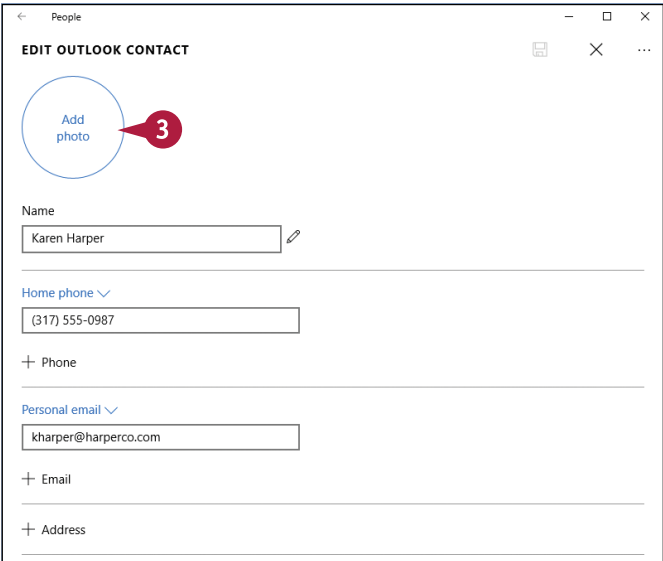 People
EDIT OUTLOOK CONTACT
Add
photo
3
Name
Karen Harper
Home phone
(317) 555-0987
+ Phone
Personal email
kharper@harperco.com
+ Email
+ Address